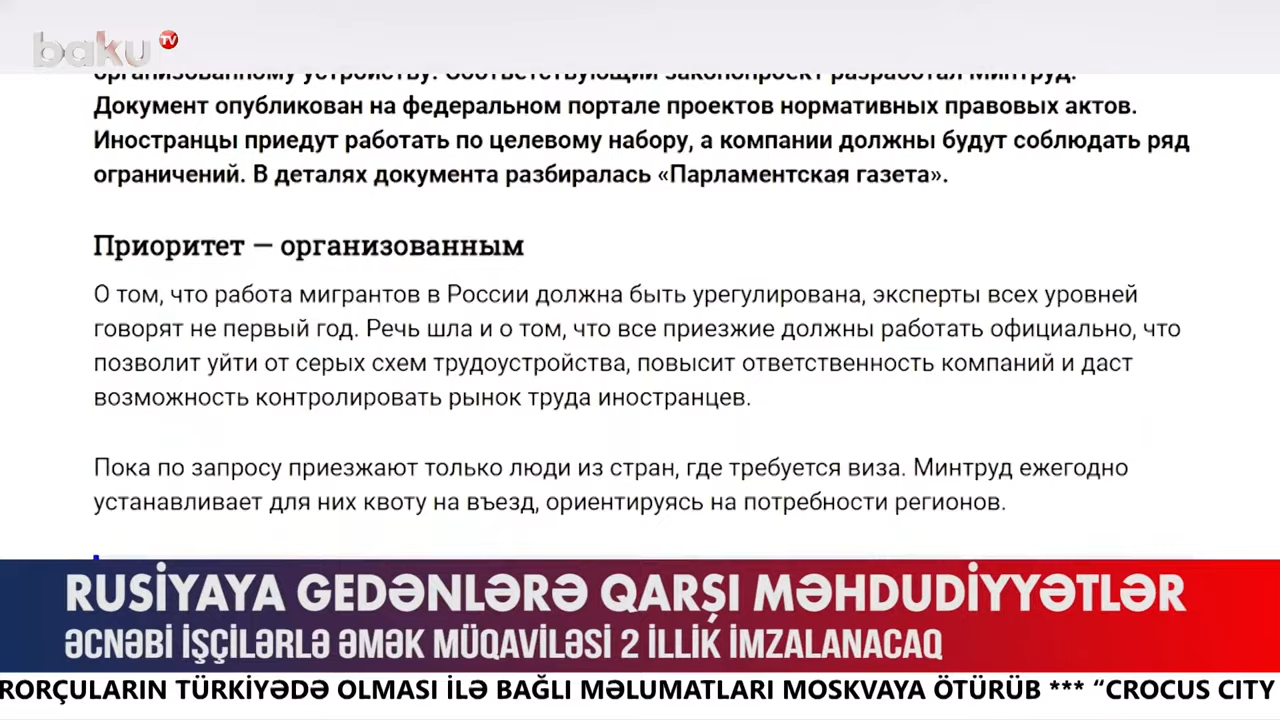 baku TV
организованному устройству. Соответствующий законопроект разработал Минтруд.
Документ опубликован на федеральном портале проектов нормативных правовых актов.
Иностранцы приедут работать по целевому набору, а компании должны будут соблюдать ряд
ограничений. В деталях документа разбиралась «Парламентская газета».
Приоритет — организованным
О том, что работа мигрантов в России должна быть урегулирована, эксперты всех уровней
говорят не первый год. Речь шла и о том, что все приезжие должны работать официально, что
позволит уйти от серых схем трудоустройства, повысит ответственность компаний и даст
возможность контролировать рынок труда иностранцев.
Пока по запросу приезжают только люди из стран, где требуется виза. Минтруд ежегодно
устанавливает для них квоту на въезд, ориентируясь на потребности регионов.
RUSİYAYA GEDƏNLƏRƏ QARŞI MƏHDUDİYYƏTLƏR
ƏCNƏBİ İŞÇİLƏRLƏ ƏMƏK MÜQAVİLƏSİ 2 İLLİK İMZALANACAQ
RORÇULARIN TÜRKİYƏDƏ OLMASI İLƏ BAĞLI MƏLUMATLARI MOSKVAYA ÖTÜRÜB *** “CROCUS CITY